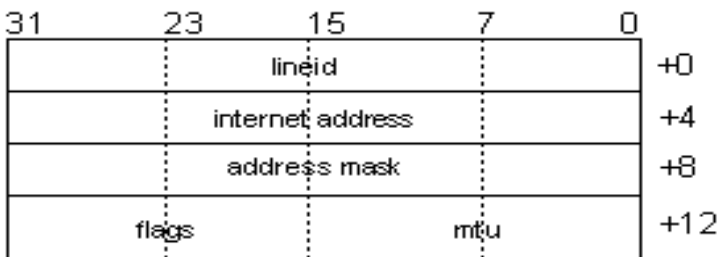 31 23 15 7 0
lineid +0
internet address +4
address mask +8
flags mtu +12